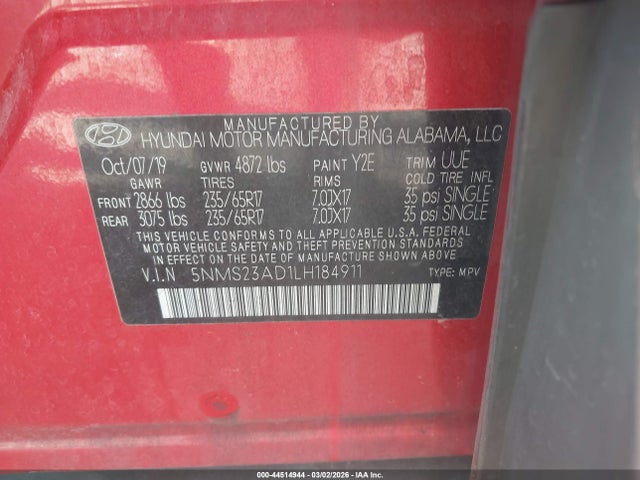 MANUFACTURED BY
HYUNDAI MOTOR MANUFACTURING ALABAMA, LLC
Oct/07/19 GVWR 4872 lbs PAINT Y2E TRIM UUE
GAWR TIRES RIMS COLD TIRE INFL
FRONT 2866 lbs 235/65R17 7.0JX17 35 psi SINGLE
REAR 3075 lbs 235/65R17 7.0JX17 35 psi SINGLE
THIS VEHICLE CONFORMS TO ALL APPLICABLE U.S.A. FEDERAL
MOTOR VEHICLE SAFETY AND THEFT PREVENTION STANDARDS
IN EFFECT ON THE DATE OF MANUFACTURE SHOWN ABOVE.
V.I.N 5NMS23AD1LH184911 TYPE: MPV
000-44514944 - 03/02/2026 - IAA Inc.